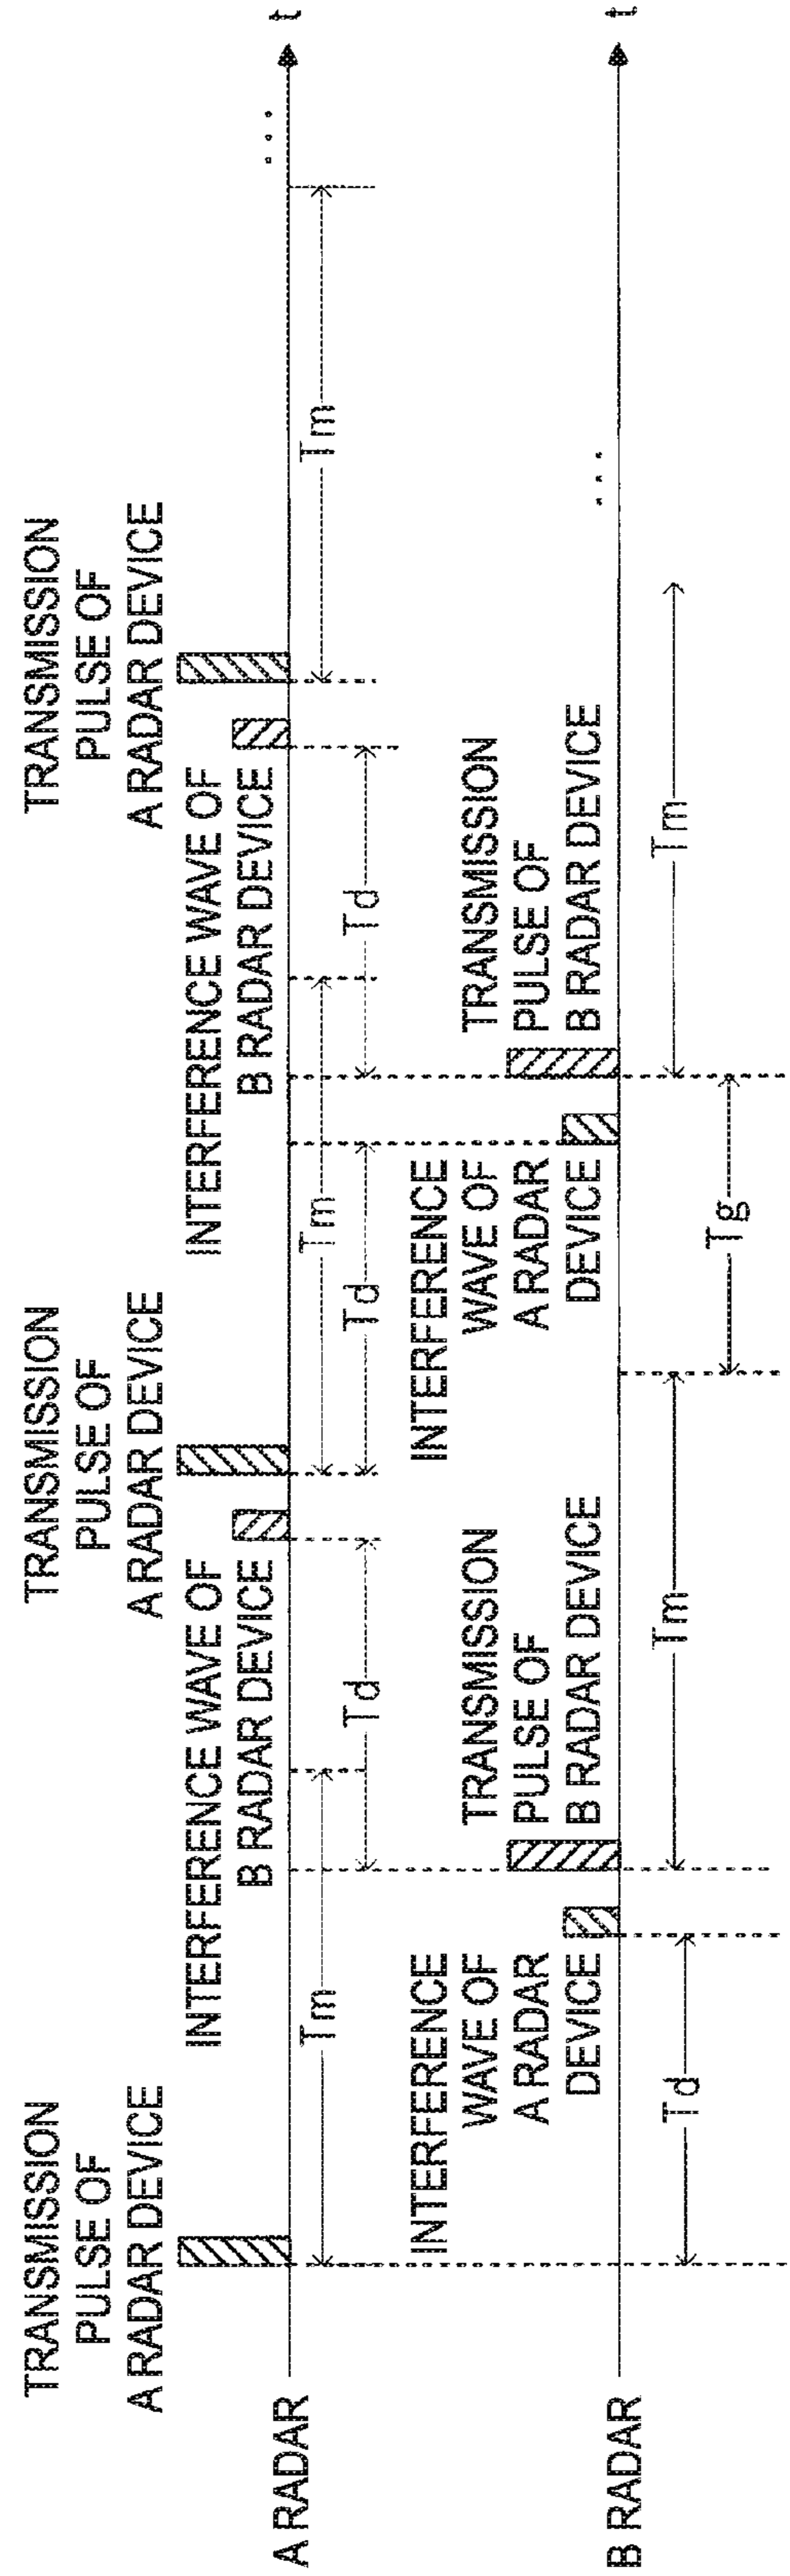 TRANSMISSION
PULSE OF
A RADAR DEVICE
TRANSMISSION
PULSE OF
A RADAR DEVICE
TRANSMISSION
PULSE OF
A RADAR DEVICE
INTERFERENCE WAVE OF
B RADAR DEVICE
INTERFERENCE WAVE OF
B RADAR DEVICE
A RADAR
...
t
Tm
Tm
Tm
Td
Td
INTERFERENCE
WAVE OF
A RADAR
DEVICE
TRANSMISSION
PULSE OF
B RADAR DEVICE
Td
INTERFERENCE
WAVE OF
A RADAR
DEVICE
TRANSMISSION
PULSE OF
B RADAR DEVICE
...
B RADAR
t
Td
Tm
Tm
Tg